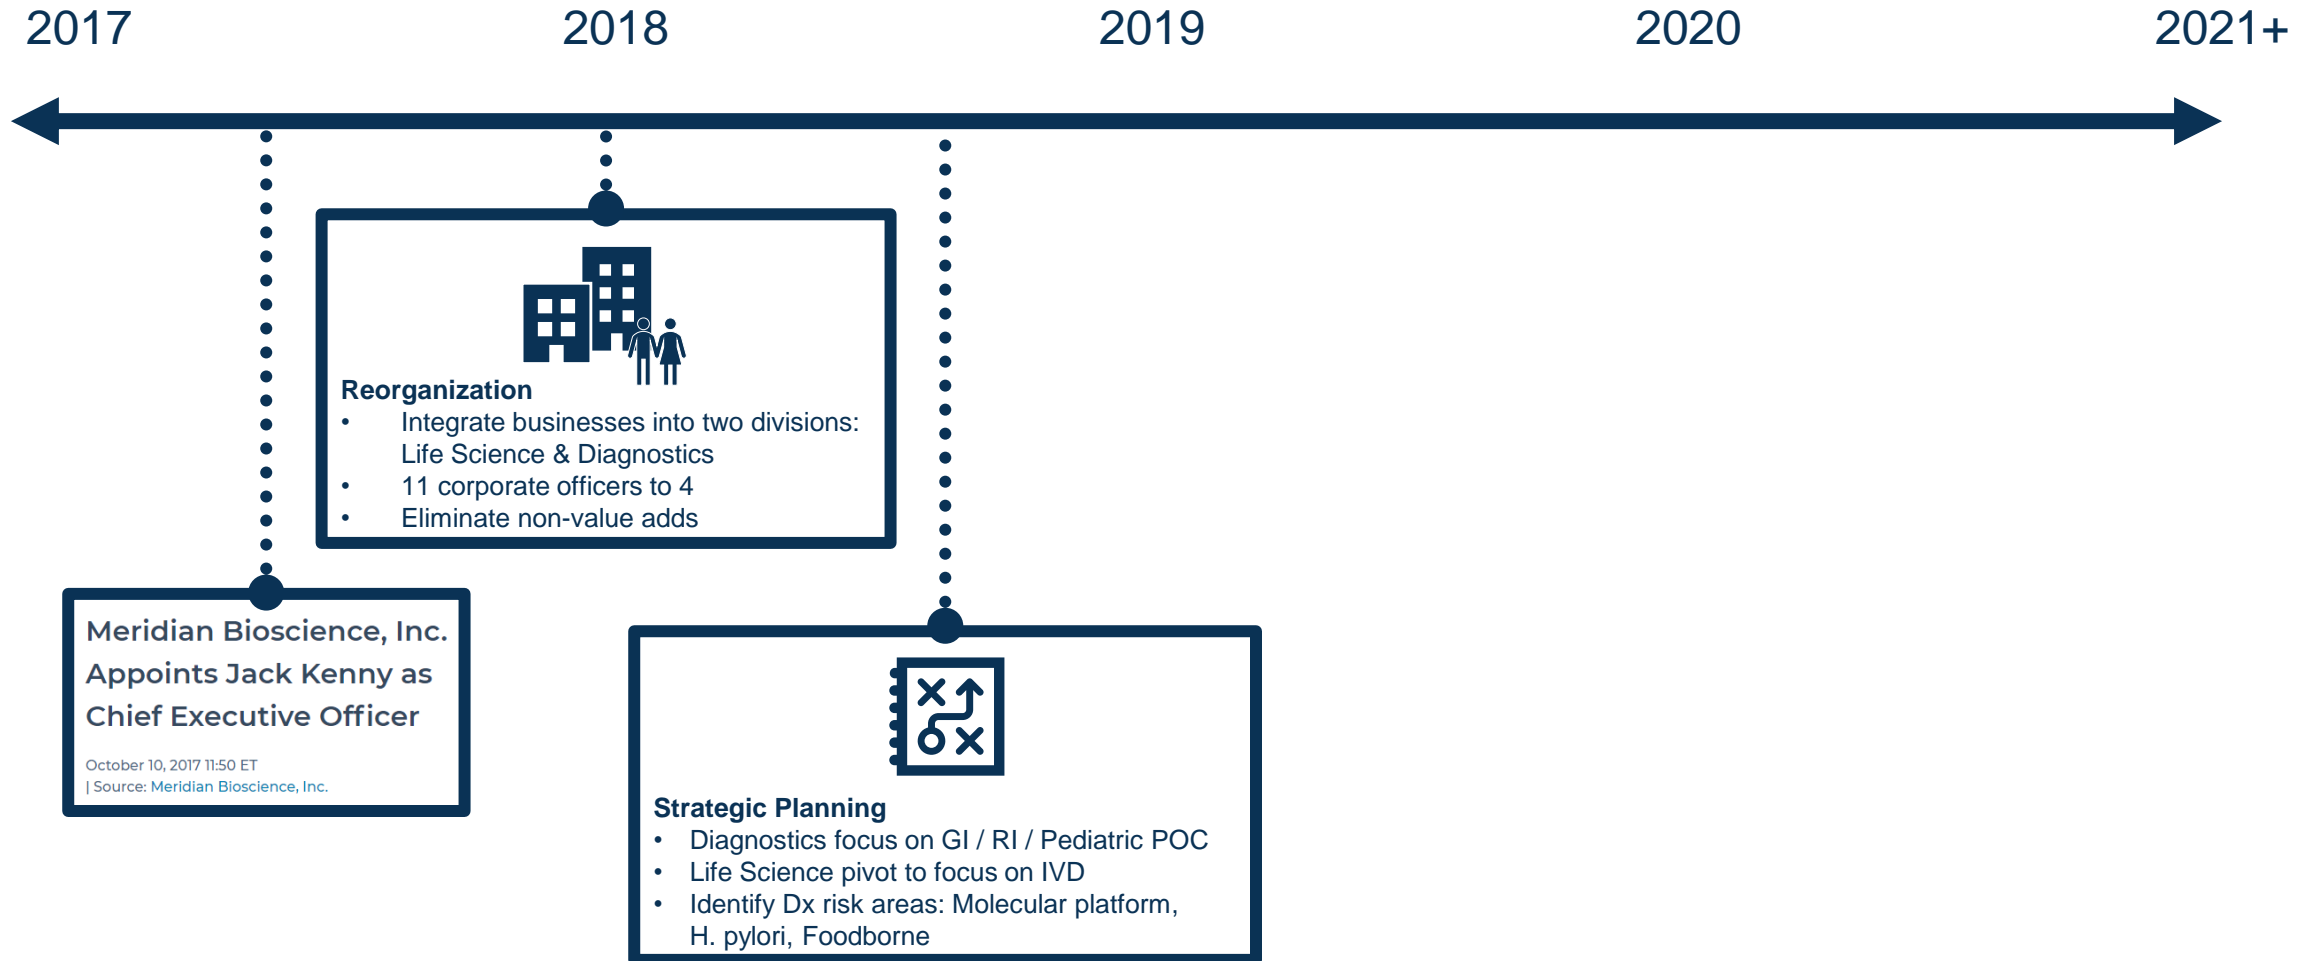 2017 2018 2019 2020 2021+
Reorganization
• Integrate businesses into two divisions:
Life Science & Diagnostics
• 11 corporate officers to 4
• Eliminate non-value adds
Meridian Bioscience, Inc.
Appoints Jack Kenny as
Chief Executive Officer
October 10, 2017 11:50 ET
| Source: Meridian Bioscience, Inc.
Strategic Planning
• Diagnostics focus on GI / RI / Pediatric POC
• Life Science pivot to focus on IVD
• Identify Dx risk areas: Molecular platform,
H. pylori, Foodborne